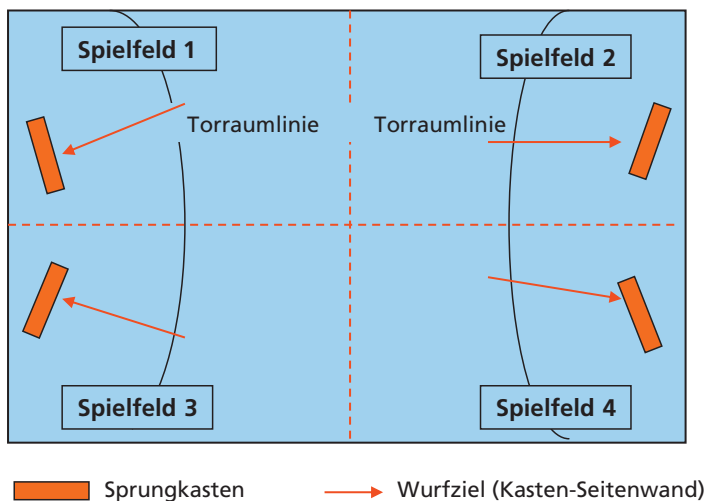 Spielfeld 1
Spielfeld 2
Torraumlinie
Torraumlinie
Spielfeld 3
Spielfeld 4
Sprungkasten
Wurfziel (Kasten-Seitenwand)